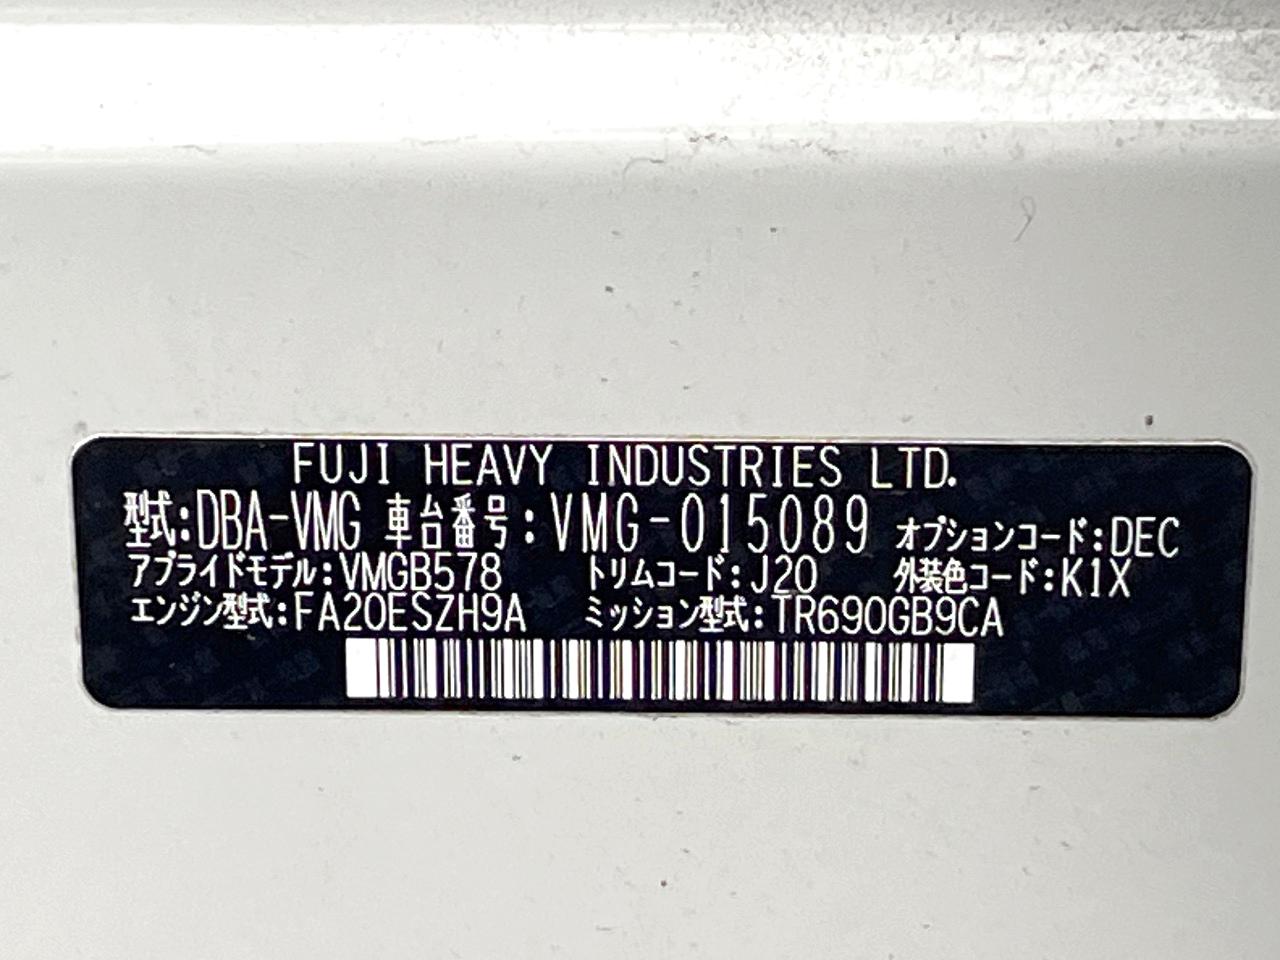 FUJI HEAVY INDUSTRIES LTD.
型式:DBA-VMG 車台番号:VMG-015089 オプションコード:DEC
アプライドモデル:VMGB578 トリムコード:J20 外装色コード:K1X
エンジン型式:FA20ESZH9A ミッション型式:TR690GB9CA